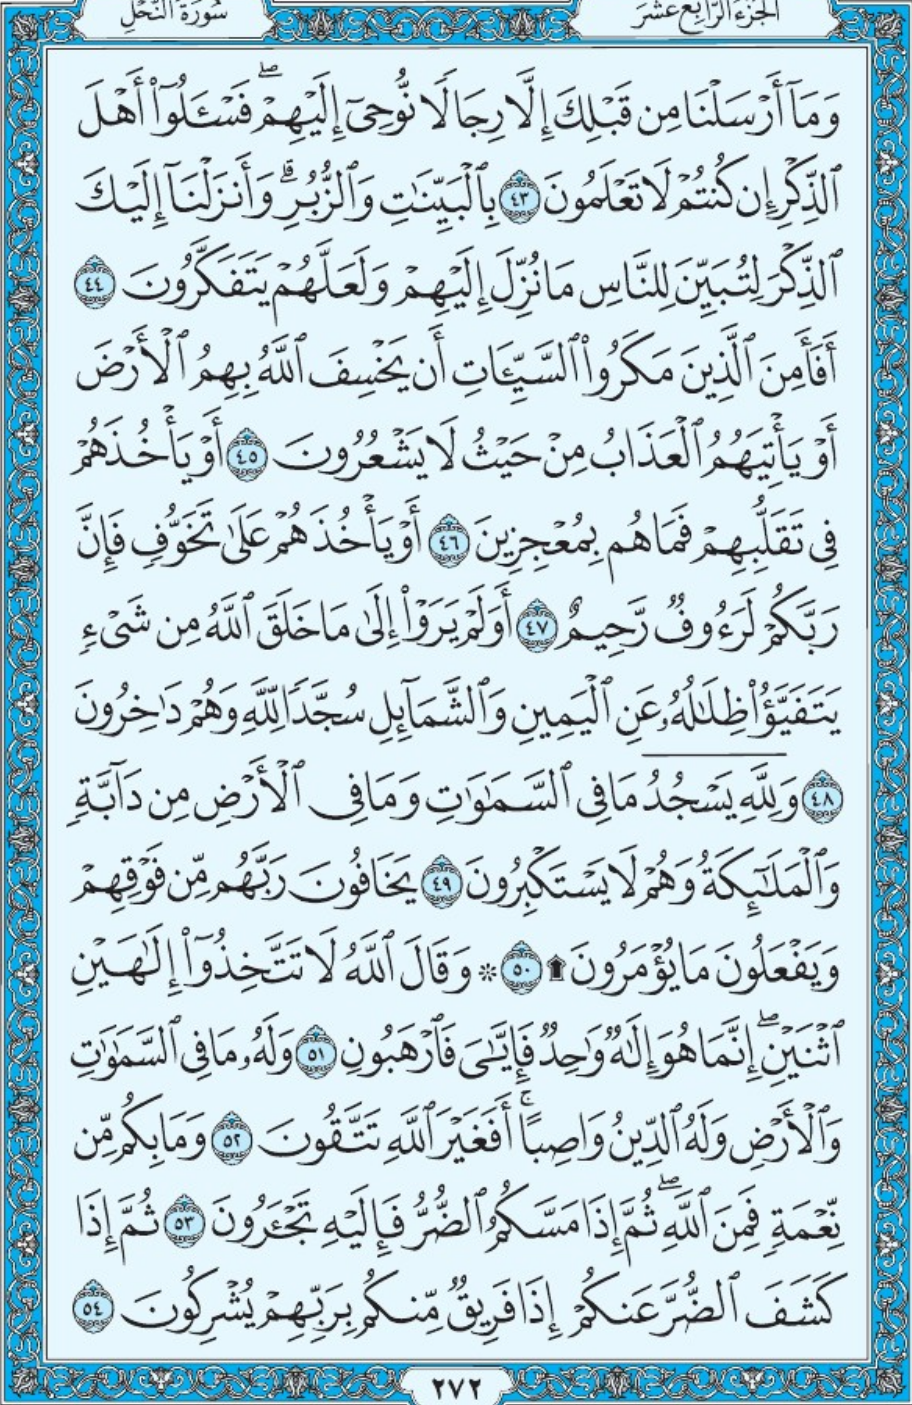 الجزء الرابع عشر
سورة النحل
وَمَآ أَرْسَلْنَا مِن قَبْلِكَ إِلَّا رِجَالًا نُّوحِىٓ إِلَيْهِمْ ۖ فَسْـَٔلُوٓا۟ أَهْلَ
ٱلذِّكْرِ إِن كُنتُمْ لَا تَعْلَمُونَ ٤٣ بِٱلْبَيِّنَـٰتِ وَٱلزُّبُرِ ۗ وَأَنزَلْنَآ إِلَيْكَ
ٱلذِّكْرَ لِتُبَيِّنَ لِلنَّاسِ مَا نُزِّلَ إِلَيْهِمْ وَلَعَلَّهُمْ يَتَفَكَّرُونَ ٤٤
أَفَأَمِنَ ٱلَّذِينَ مَكَرُوا۟ ٱلسَّيِّـَٔاتِ أَن يَخْسِفَ ٱللَّهُ بِهِمُ ٱلْأَرْضَ
أَوْ يَأْتِيَهُمُ ٱلْعَذَابُ مِنْ حَيْثُ لَا يَشْعُرُونَ ٤٥ أَوْ يَأْخُذَهُمْ
فِى تَقَلُّبِهِمْ فَمَا هُم بِمُعْجِزِينَ ٤٦ أَوْ يَأْخُذَهُمْ عَلَىٰ تَخَوُّفٍ فَإِنَّ
رَبَّكُمْ لَرَءُوفٌ رَّحِيمٌ ٤٧ أَوَلَمْ يَرَوْا۟ إِلَىٰ مَا خَلَقَ ٱللَّهُ مِن شَىْءٍ
يَتَفَيَّؤُا۟ ظِلَـٰلُهُۥ عَنِ ٱلْيَمِينِ وَٱلشَّمَآئِلِ سُجَّدًا لِّلَّهِ وَهُمْ دَٰخِرُونَ
٤٨ وَلِلَّهِ يَسْجُدُ مَا فِى ٱلسَّمَـٰوَٰتِ وَمَا فِى ٱلْأَرْضِ مِن دَآبَّةٍ
وَٱلْمَلَـٰٓئِكَةُ وَهُمْ لَا يَسْتَكْبِرُونَ ٤٩ يَخَافُونَ رَبَّهُم مِّن فَوْقِهِمْ
وَيَفْعَلُونَ مَا يُؤْمَرُونَ ۩ ٥٠ ۞ وَقَالَ ٱللَّهُ لَا تَتَّخِذُوٓا۟ إِلَـٰهَيْنِ
ٱثْنَيْنِ ۖ إِنَّمَا هُوَ إِلَـٰهٌ وَٰحِدٌ فَإِيَّـٰىَ فَٱرْهَبُونِ ٥١ وَلَهُۥ مَا فِى ٱلسَّمَـٰوَٰتِ
وَٱلْأَرْضِ وَلَهُ ٱلدِّينُ وَاصِبًا ۚ أَفَغَيْرَ ٱللَّهِ تَتَّقُونَ ٥٢ وَمَا بِكُم مِّن
نِّعْمَةٍ فَمِنَ ٱللَّهِ ۖ ثُمَّ إِذَا مَسَّكُمُ ٱلضُّرُّ فَإِلَيْهِ تَجْـَٔرُونَ ٥٣ ثُمَّ إِذَا
كَشَفَ ٱلضُّرَّ عَنكُمْ إِذَا فَرِيقٌ مِّنكُم بِرَبِّهِمْ يُشْرِكُونَ ٥٤
٢٧٢